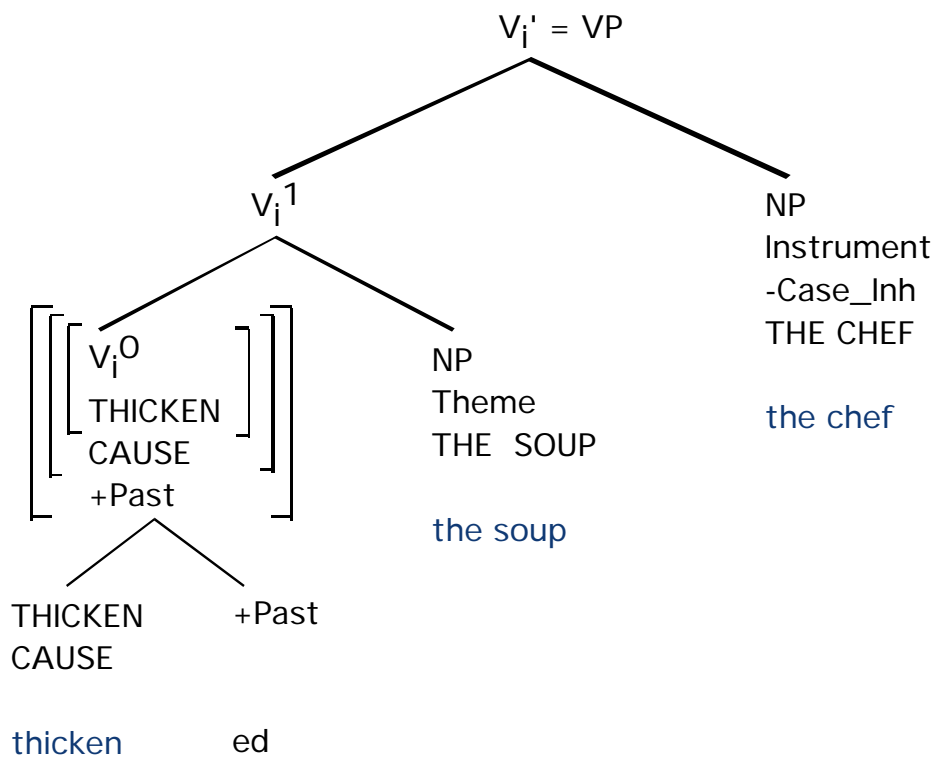 Vi' = VP
Vi1
NP
Instrument
-Case_Inh
THE CHEF
the chef
Vi0
THICKEN
CAUSE
+Past
NP
Theme
THE SOUP
the soup
THICKEN
CAUSE
+Past
thicken
ed